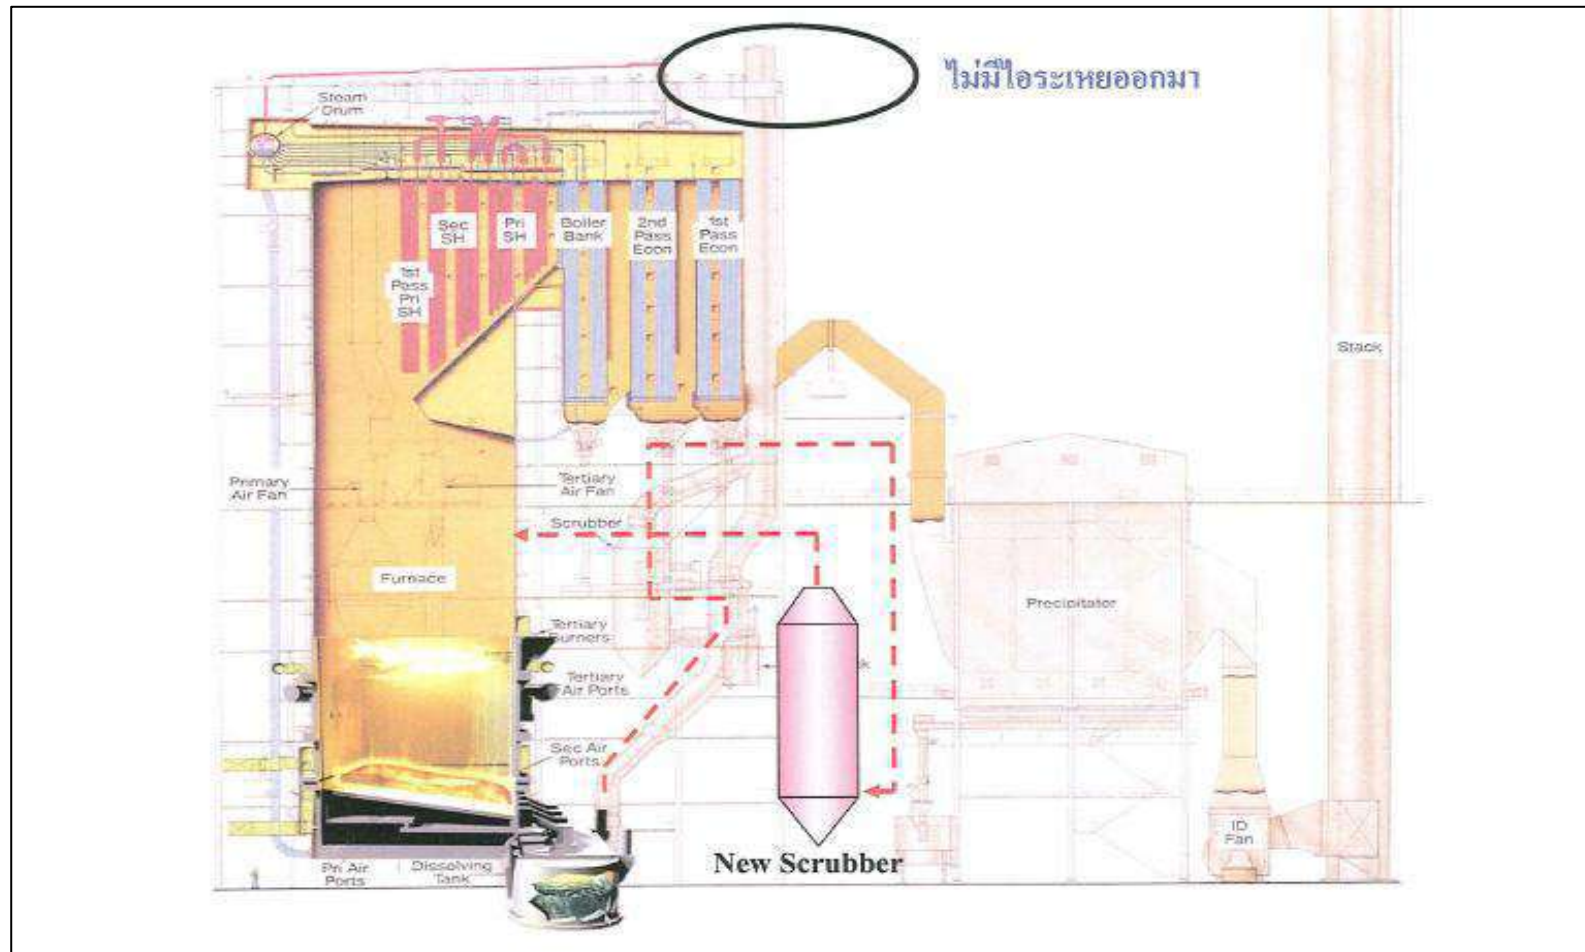 ไม่มีไอระเหยออกมา
Steam
Drum
Sec
SH
Pri
SH
Boiler
Bank
2nd
Pass
Econ
1st
Pass
Econ
1st
Pass
Pri
SH
Stack
Primary
Air Fan
Tertiary
Air Fan
Scrubber
Furnace
Precipitator
Tertiary
Burners
Tertiary
Air Ports
Sec Air
Ports
ID
Fan
New Scrubber
Pri Air
Ports
Dissolving
Tank